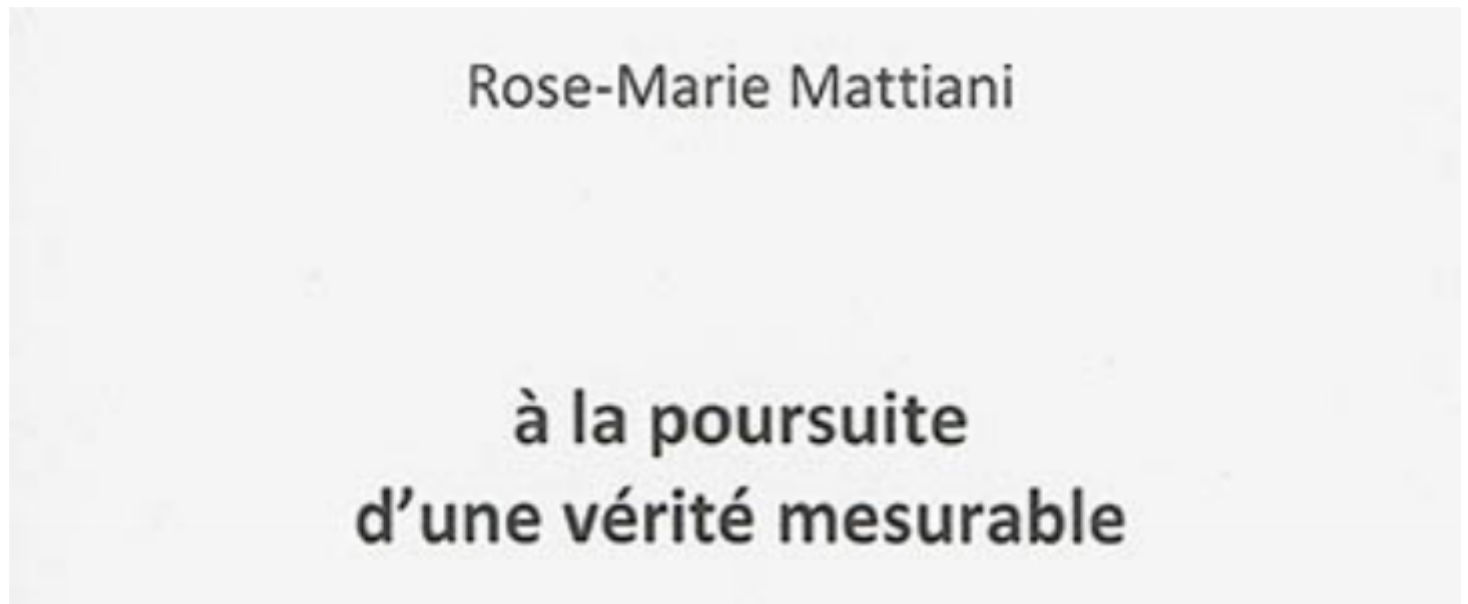 Rose-Marie Mattiani
à la poursuite
d’une vérité mesurable